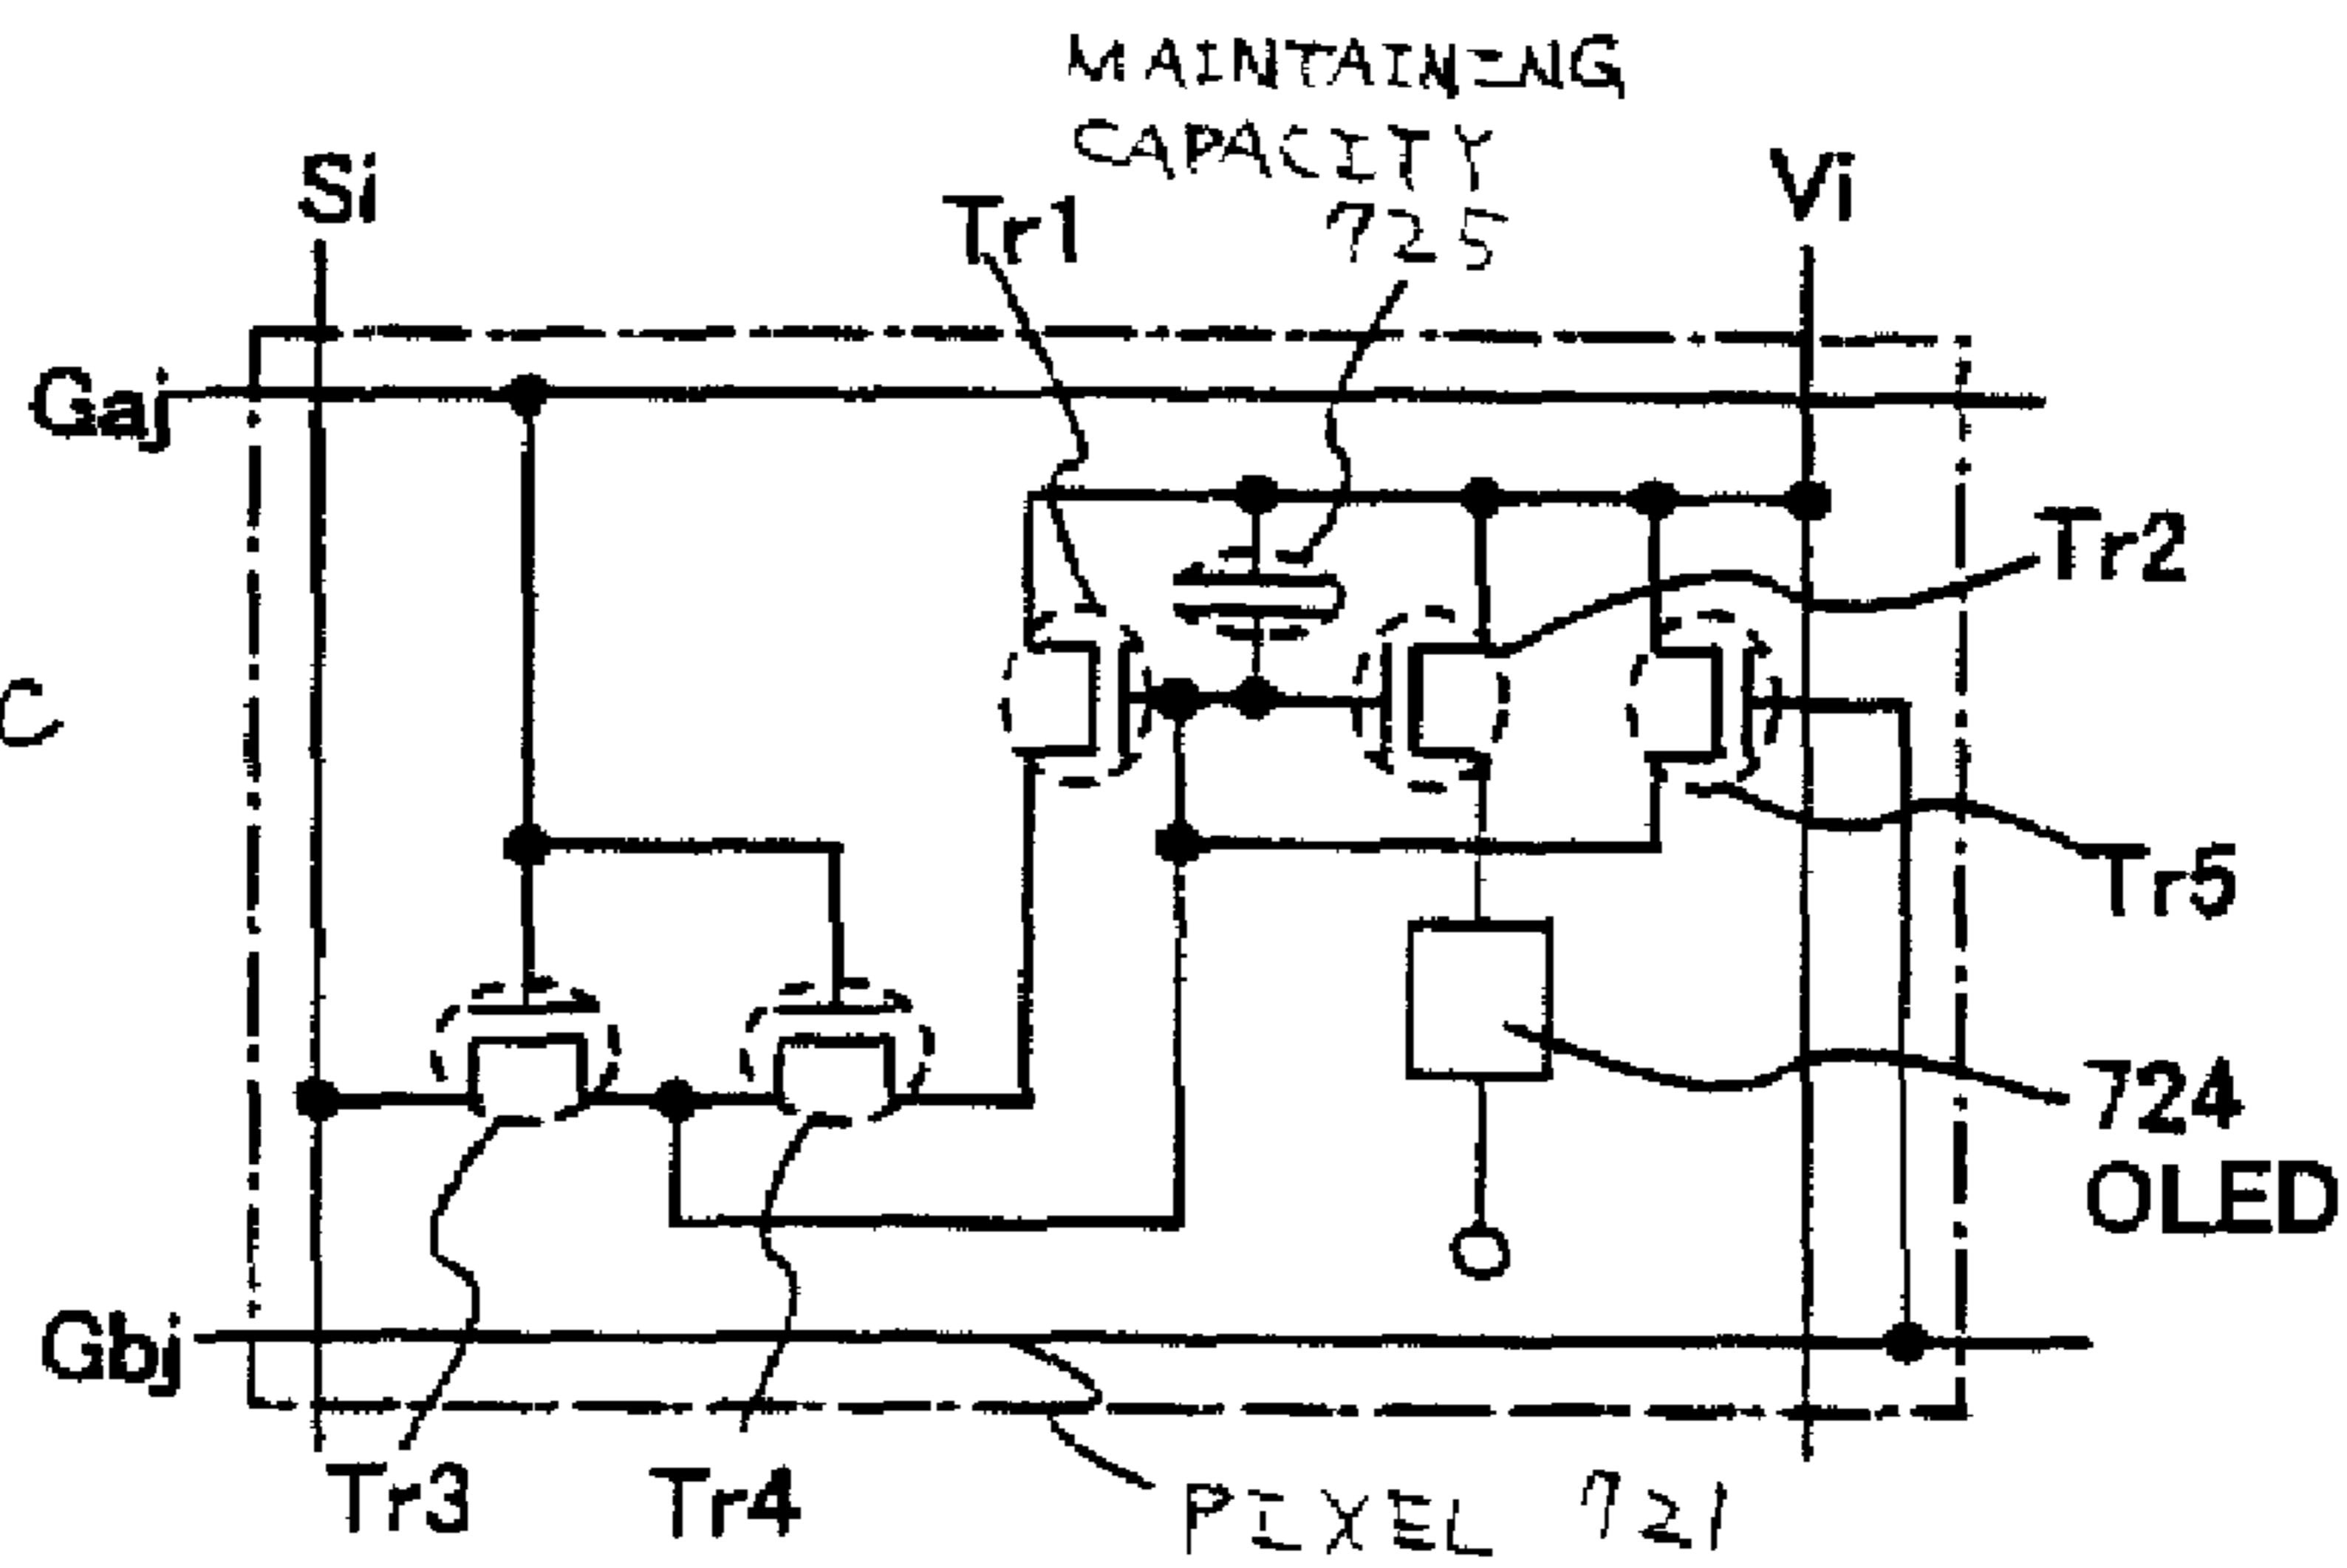 MAINTAINING
CAPACITY
725
Si
Tr1
Vi
Gaj
Tr2
C
Tr5
724
OLED
Gbj
Tr3
Tr4
PIXEL 721